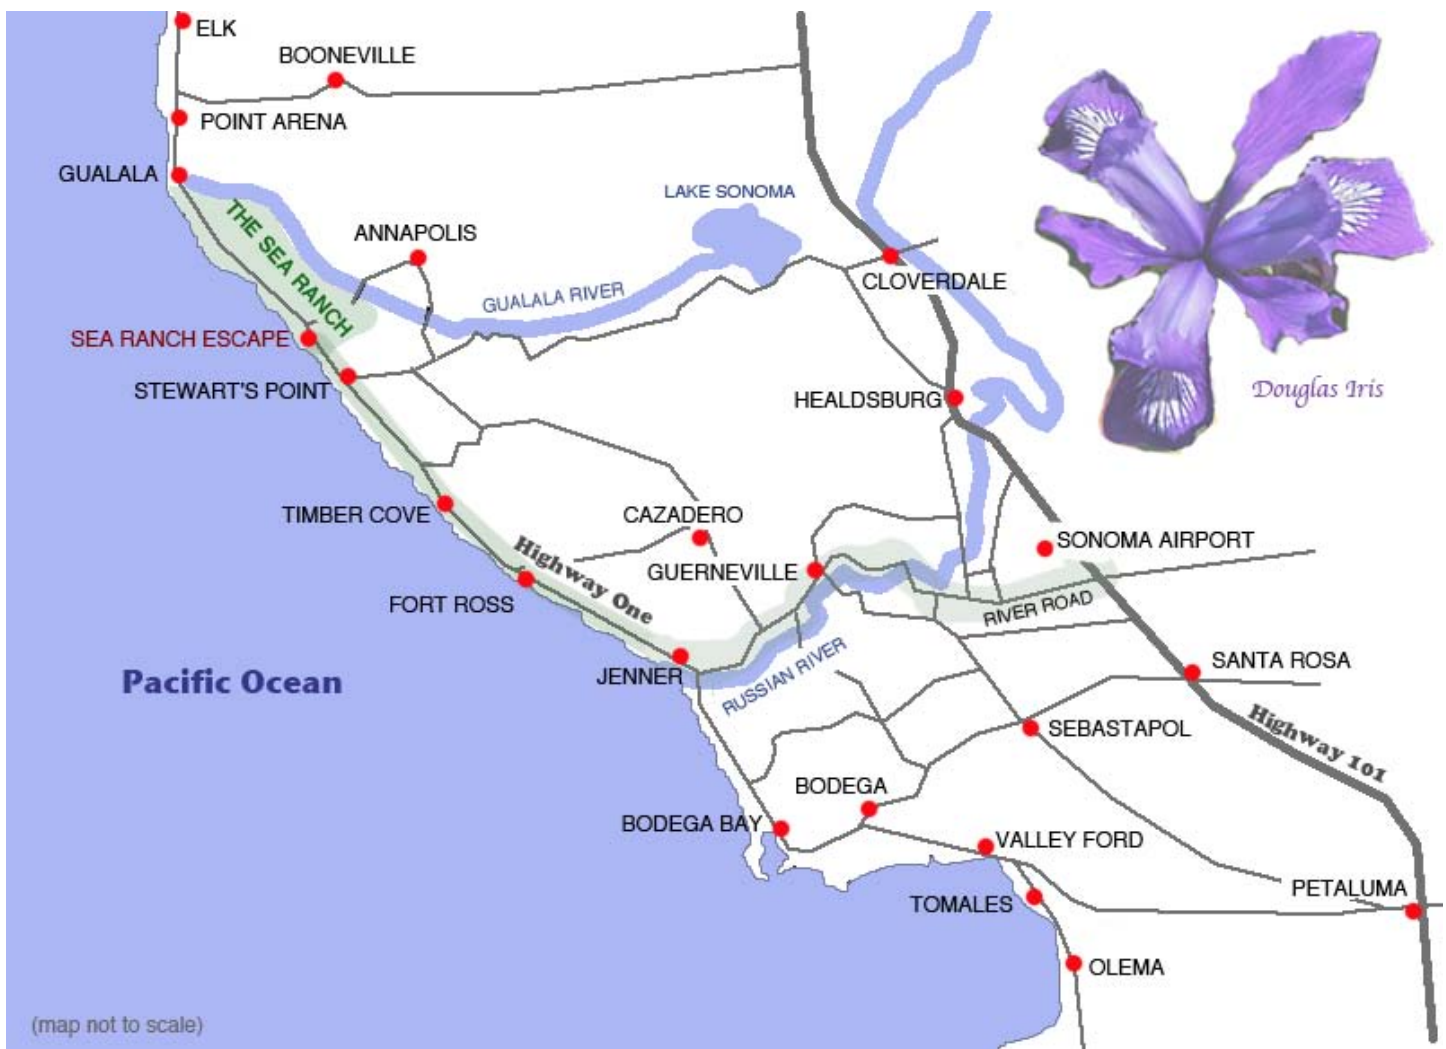 ELK
BOONEVILLE
POINT ARENA
GUALALA
LAKE SONOMA
THE SEA RANCH
ANNAPOLIS
CLOVERDALE
GUALALA RIVER
SEA RANCH ESCAPE
STEWART'S POINT
HEALDSBURG
Douglas Iris
TIMBER COVE
CAZADERO
SONOMA AIRPORT
Highway One
GUERNEVILLE
FORT ROSS
RIVER ROAD
JENNER
RUSSIAN RIVER
SANTA ROSA
Pacific Ocean
Highway 101
SEBASTAPOL
BODEGA
BODEGA BAY
VALLEY FORD
PETALUMA
TOMALES
OLEMA
(map not to scale)